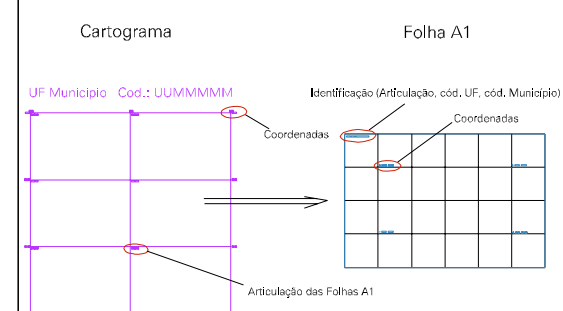 Cartograma
Folha A1
UF Municipio Cod.: UUMMMMM
Identificação (Articulação, cód. UF, cód. Município)
Coordenadas
Coordenadas
Articulação das Folhas A1